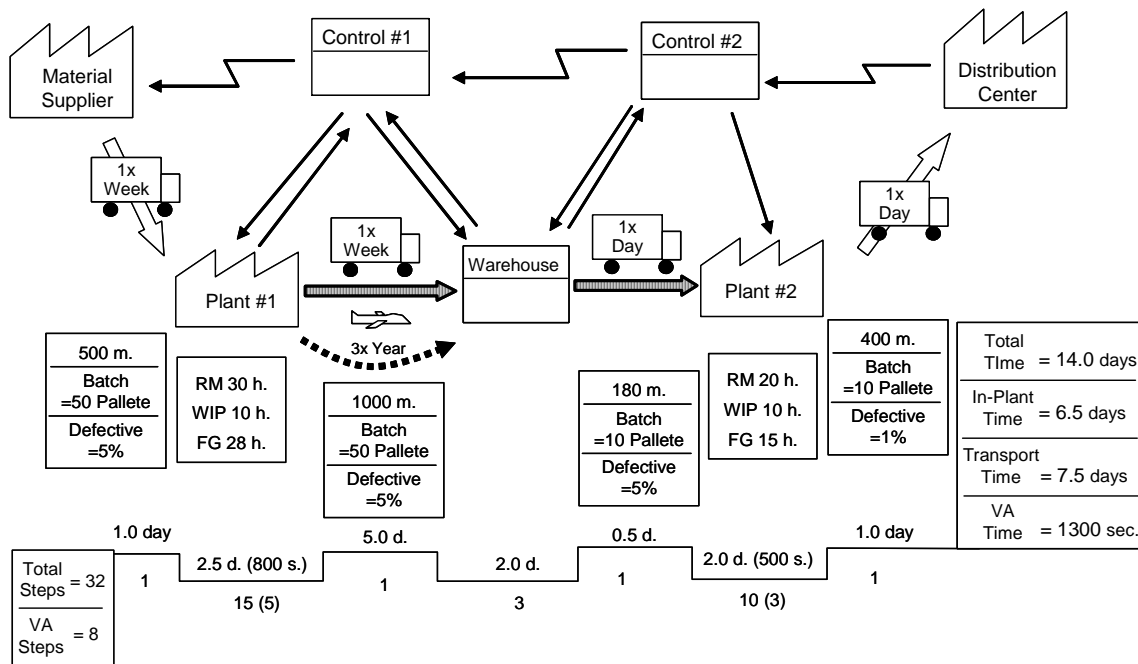 Material
Supplier
Control #1
Control #2
Distribution
Center
1x
Week
1x
Week
1x
Day
1x
Day
Plant #1
Warehouse
Plant #2
3x Year
500 m.
Batch
=50 Pallete
Defective
=5%
RM 30 h.
WIP 10 h.
FG 28 h.
1000 m.
Batch
=50 Pallete
Defective
=5%
180 m.
Batch
=10 Pallete
Defective
=5%
RM 20 h.
WIP 10 h.
FG 15 h.
400 m.
Batch
=10 Pallete
Defective
=1%
Total
TIme = 14.0 days
In-Plant
Time = 6.5 days
Transport
Time = 7.5 days
VA
Time = 1300 sec.
Total
Steps = 32
VA
Steps = 8
1.0 day
1
2.5 d. (800 s.)
15 (5)
5.0 d.
1
2.0 d.
3
0.5 d.
1
2.0 d. (500 s.)
10 (3)
1.0 day
1